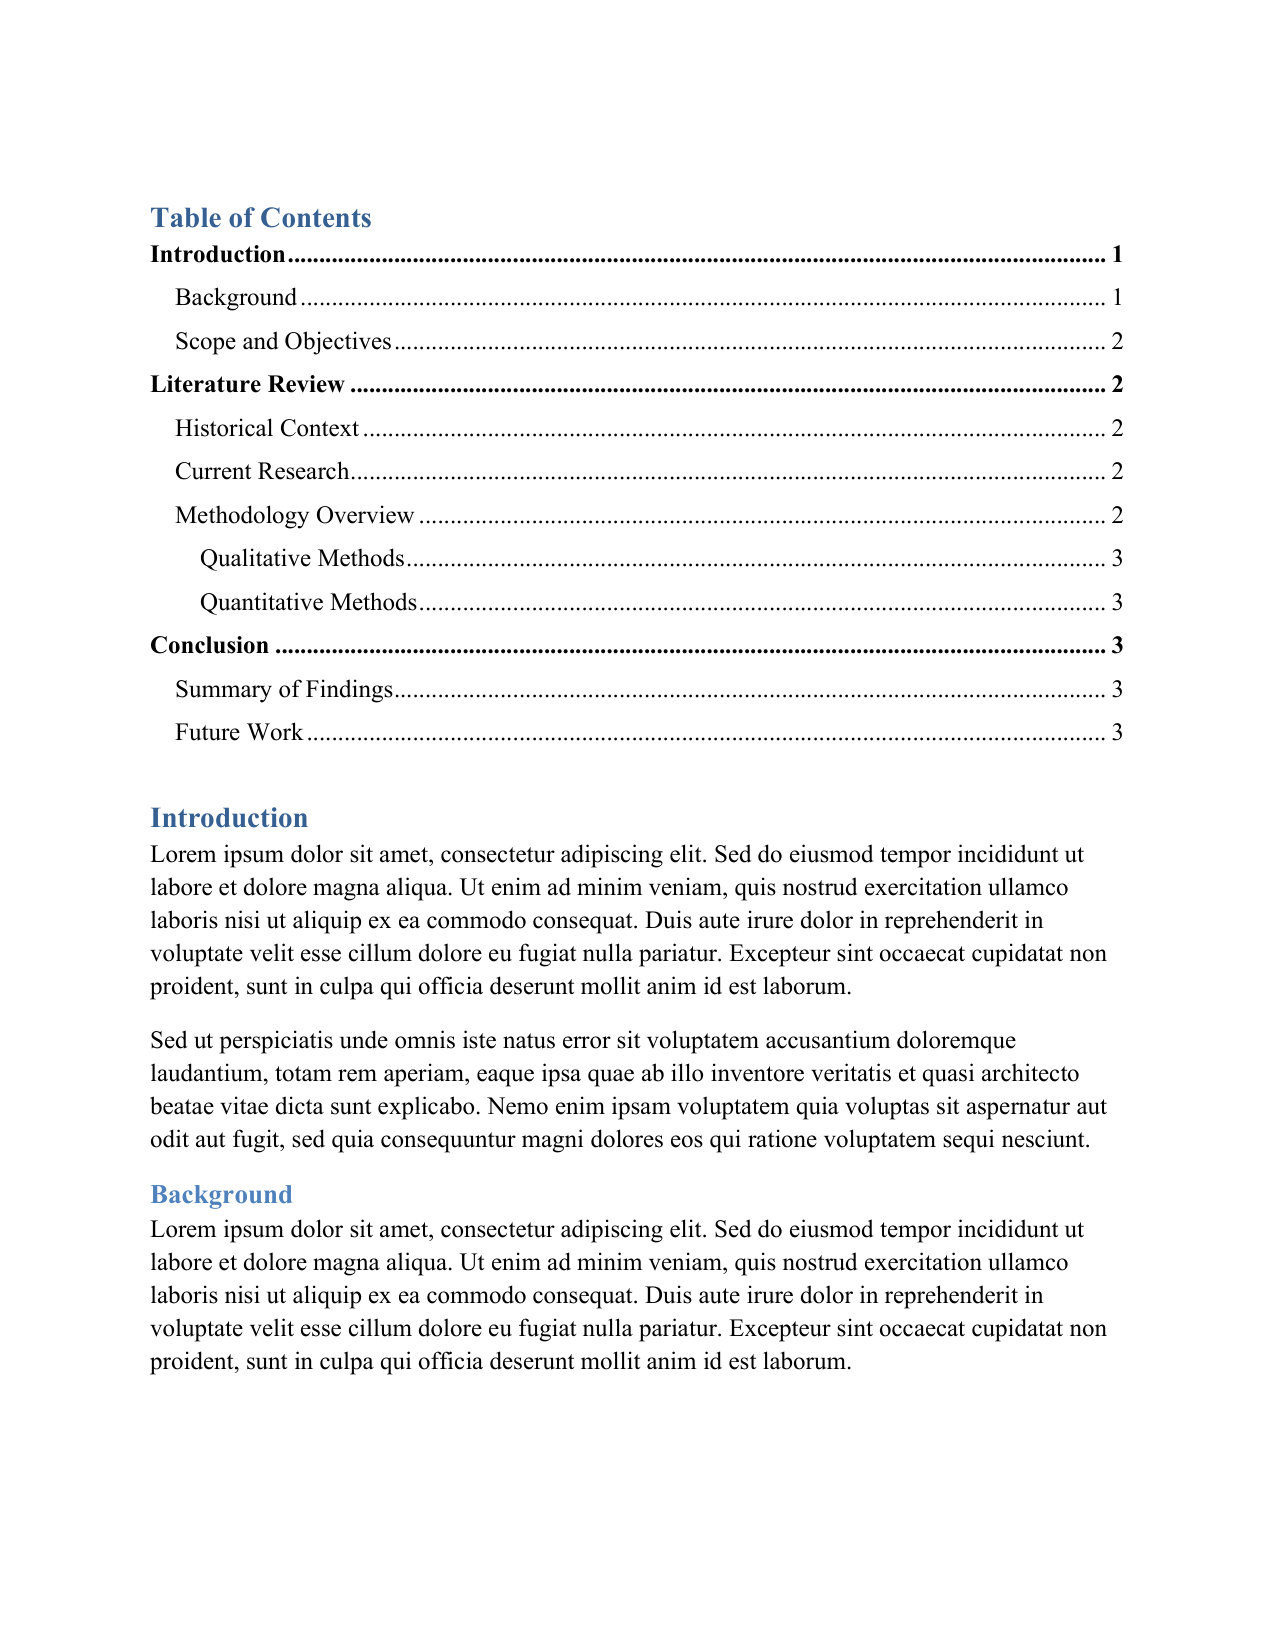 Table of Contents
Introduction.................................................................................................................................... 1
Background................................................................................................................................. 1
Scope and Objectives.................................................................................................................. 2
Literature Review ......................................................................................................................... 2
Historical Context....................................................................................................................... 2
Current Research......................................................................................................................... 2
Methodology Overview .............................................................................................................. 2
Qualitative Methods................................................................................................................ 3
Quantitative Methods.............................................................................................................. 3
Conclusion ..................................................................................................................................... 3
Summary of Findings.................................................................................................................. 3
Future Work................................................................................................................................ 3
Introduction
Lorem ipsum dolor sit amet, consectetur adipiscing elit. Sed do eiusmod tempor incididunt ut
labore et dolore magna aliqua. Ut enim ad minim veniam, quis nostrud exercitation ullamco
laboris nisi ut aliquip ex ea commodo consequat. Duis aute irure dolor in reprehenderit in
voluptate velit esse cillum dolore eu fugiat nulla pariatur. Excepteur sint occaecat cupidatat non
proident, sunt in culpa qui officia deserunt mollit anim id est laborum.
Sed ut perspiciatis unde omnis iste natus error sit voluptatem accusantium doloremque
laudantium, totam rem aperiam, eaque ipsa quae ab illo inventore veritatis et quasi architecto
beatae vitae dicta sunt explicabo. Nemo enim ipsam voluptatem quia voluptas sit aspernatur aut
odit aut fugit, sed quia consequuntur magni dolores eos qui ratione voluptatem sequi nesciunt.
Background
Lorem ipsum dolor sit amet, consectetur adipiscing elit. Sed do eiusmod tempor incididunt ut
labore et dolore magna aliqua. Ut enim ad minim veniam, quis nostrud exercitation ullamco
laboris nisi ut aliquip ex ea commodo consequat. Duis aute irure dolor in reprehenderit in
voluptate velit esse cillum dolore eu fugiat nulla pariatur. Excepteur sint occaecat cupidatat non
proident, sunt in culpa qui officia deserunt mollit anim id est laborum.